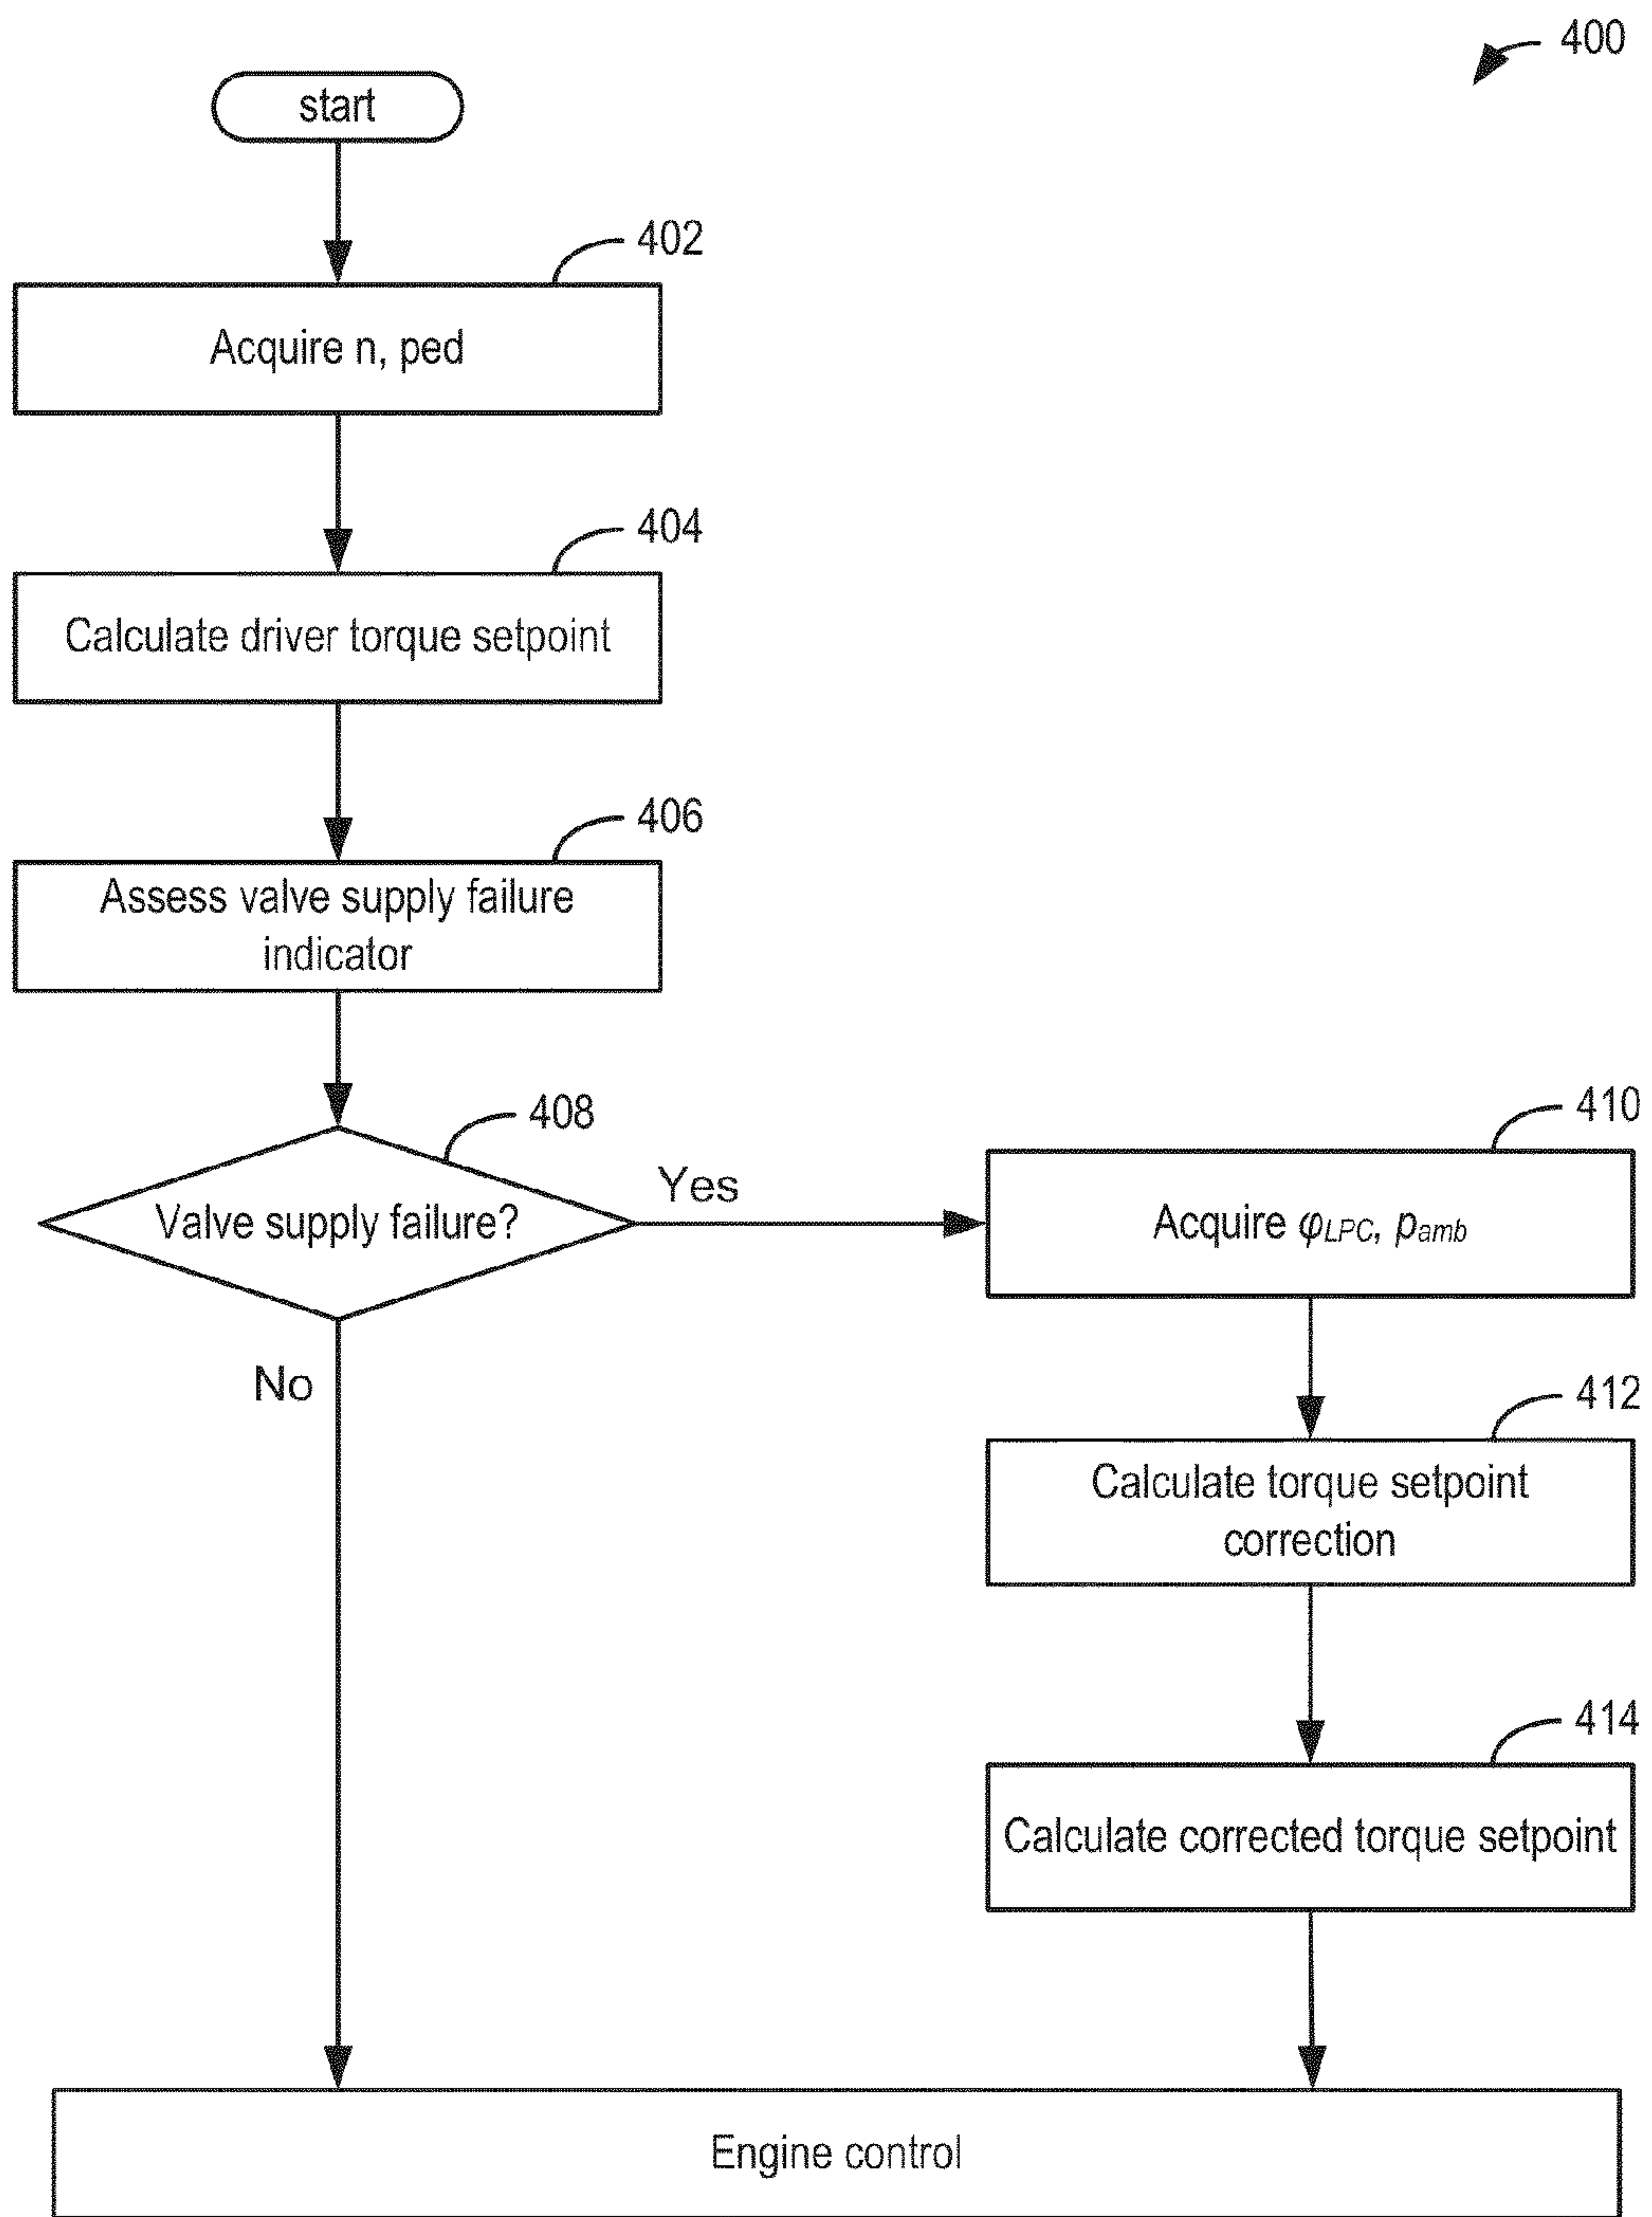 400
start
402
Acquire n, ped
404
Calculate driver torque setpoint
406
Assess valve supply failure
indicator
408
Valve supply failure?
Yes
No
410
Acquire φLPC, pamb
412
Calculate torque setpoint
correction
414
Calculate corrected torque setpoint
Engine control